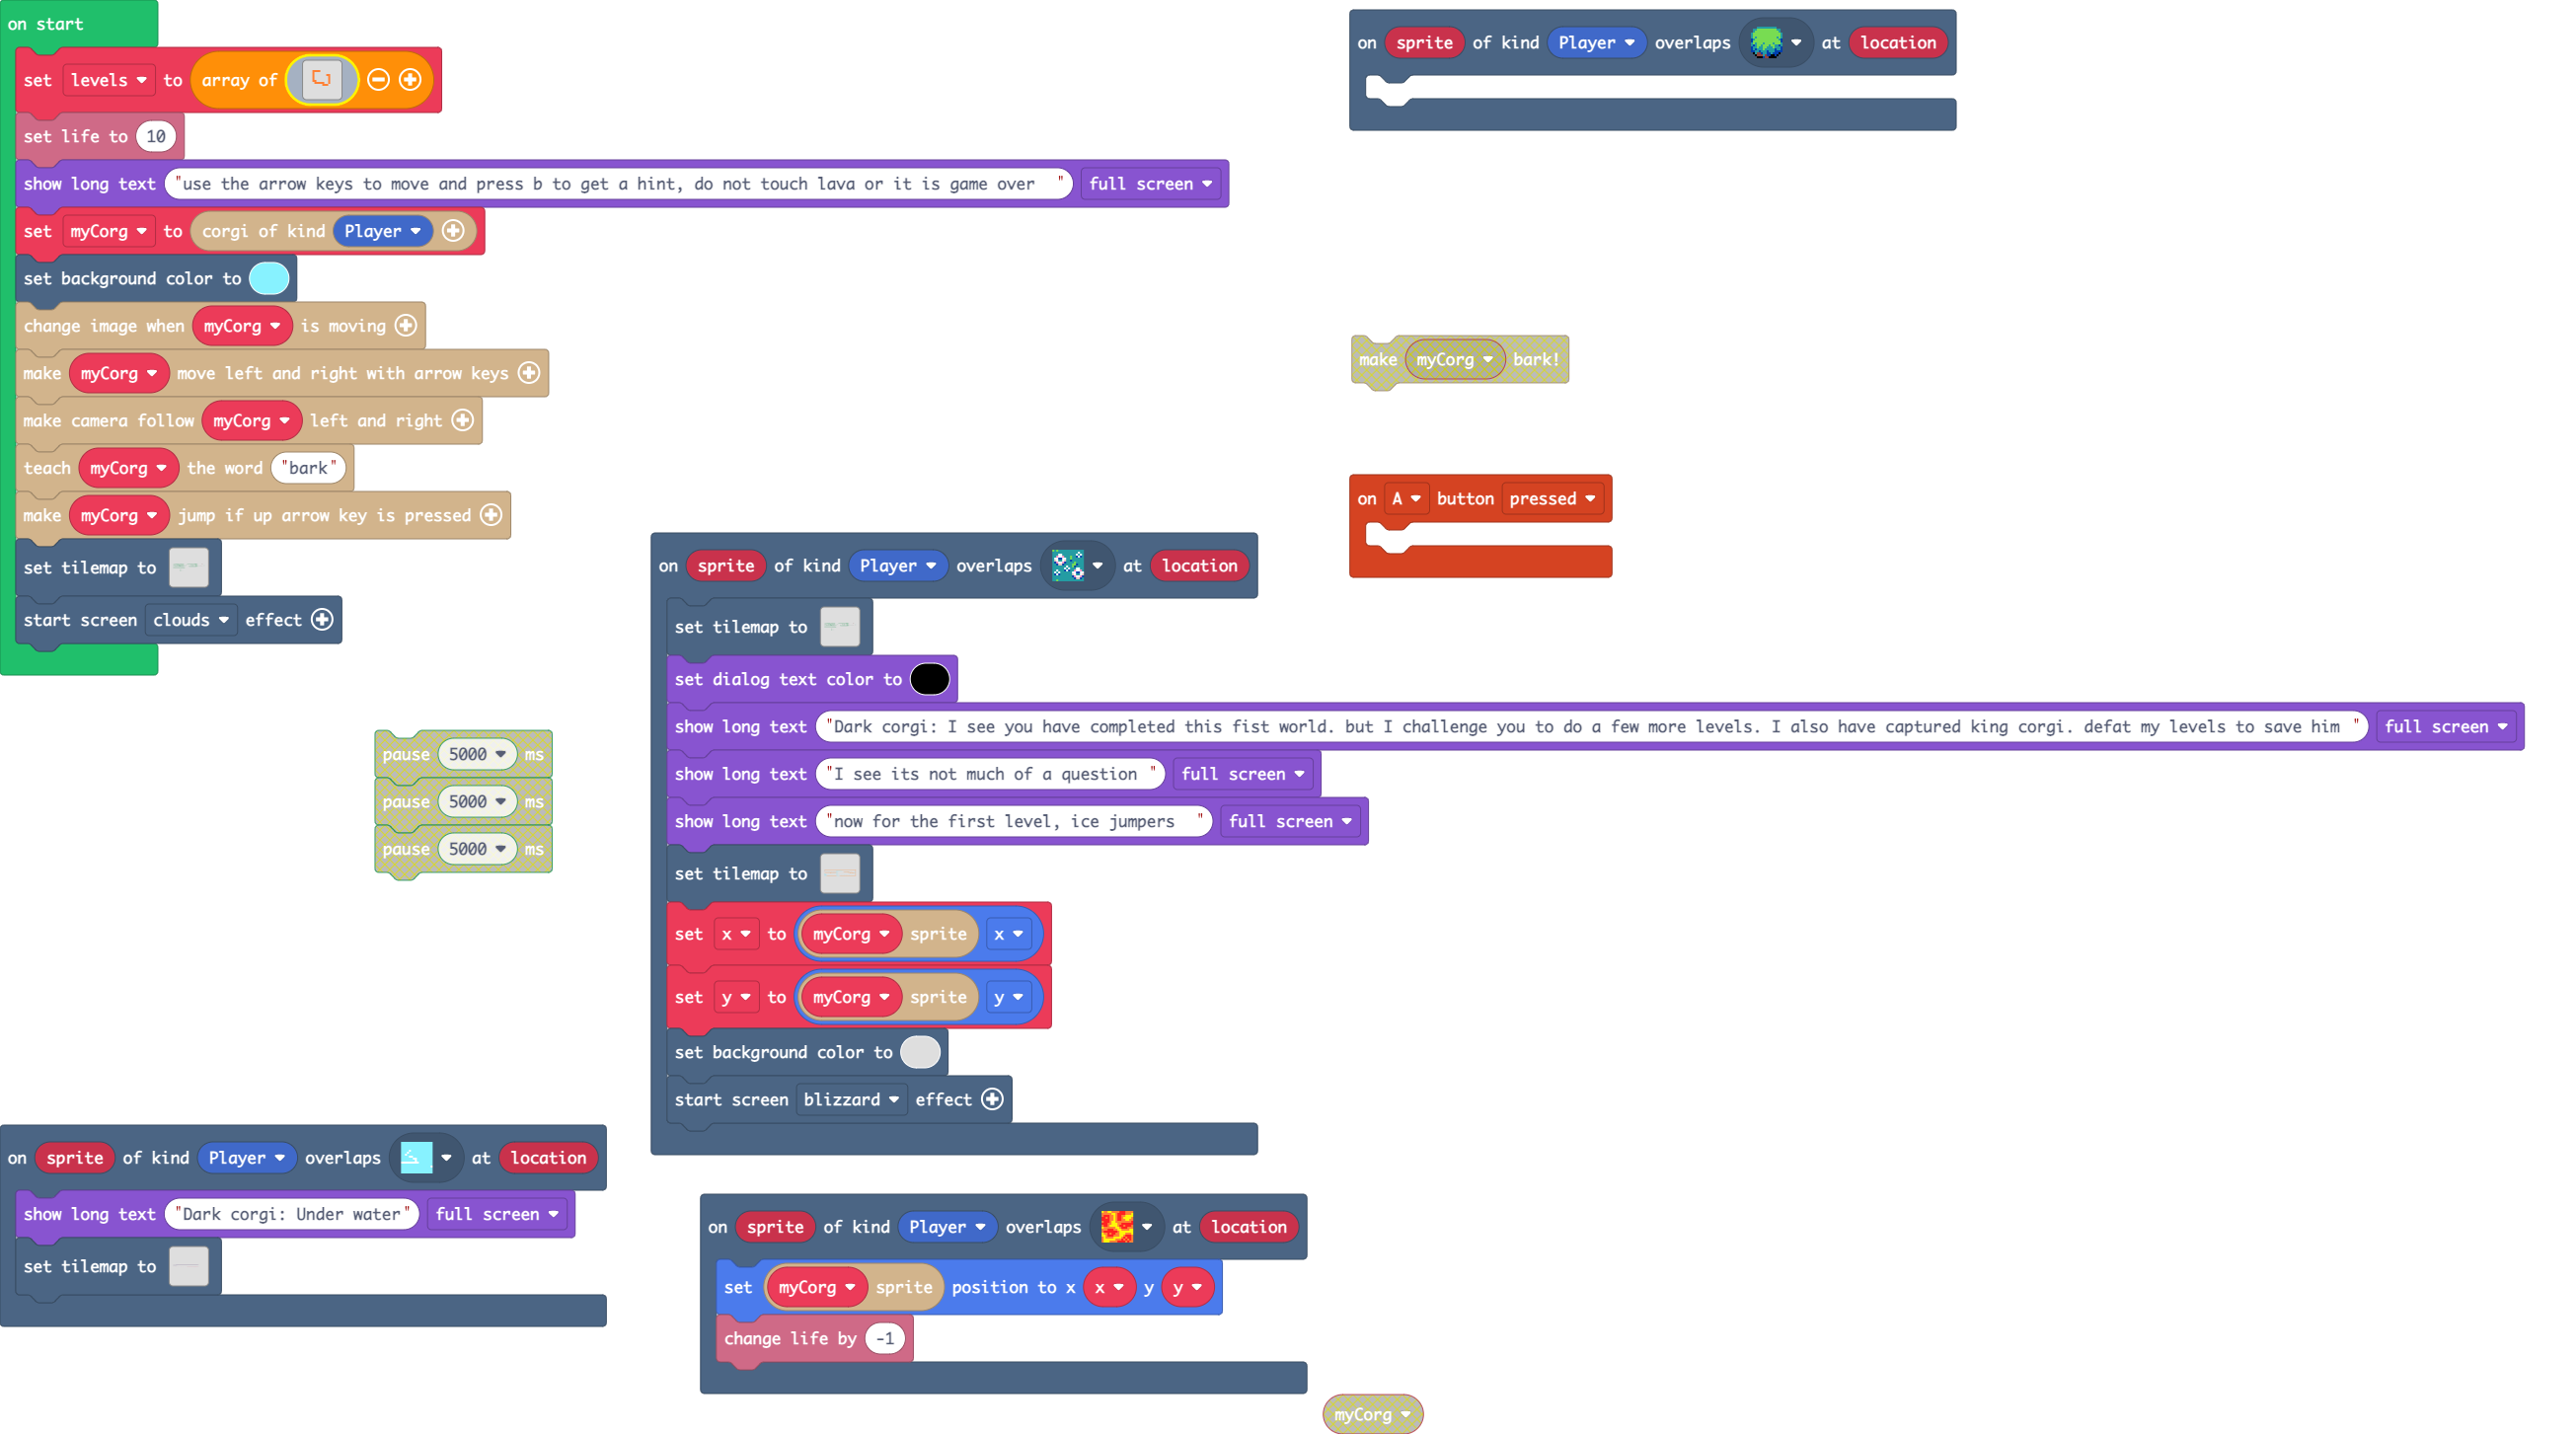 on start
set levels to array of
set life to 10
show long text "use the arrow keys to move and press b to get a hint, do not touch lava or it is game over " full screen
set myCorg to corgi of kind Player
set background color to
change image when myCorg is moving
make myCorg move left and right with arrow keys
make camera follow myCorg left and right
teach myCorg the word "bark"
make myCorg jump if up arrow key is pressed
set tilemap to
start screen clouds effect
on sprite of kind Player overlaps at location
make myCorg bark!
on A button pressed
pause 5000 ms
pause 5000 ms
pause 5000 ms
on sprite of kind Player overlaps at location
set tilemap to
set dialog text color to
show long text "Dark corgi: I see you have completed this fist world. but I challenge you to do a few more levels. I also have captured king corgi. defat my levels to save him " full screen
show long text "I see its not much of a question " full screen
show long text "now for the first level, ice jumpers " full screen
set tilemap to
set x to myCorg sprite x
set y to myCorg sprite y
set background color to
start screen blizzard effect
on sprite of kind Player overlaps at location
show long text "Dark corgi: Under water" full screen
set tilemap to
on sprite of kind Player overlaps at location
set myCorg sprite position to x x y y
change life by -1
myCorg